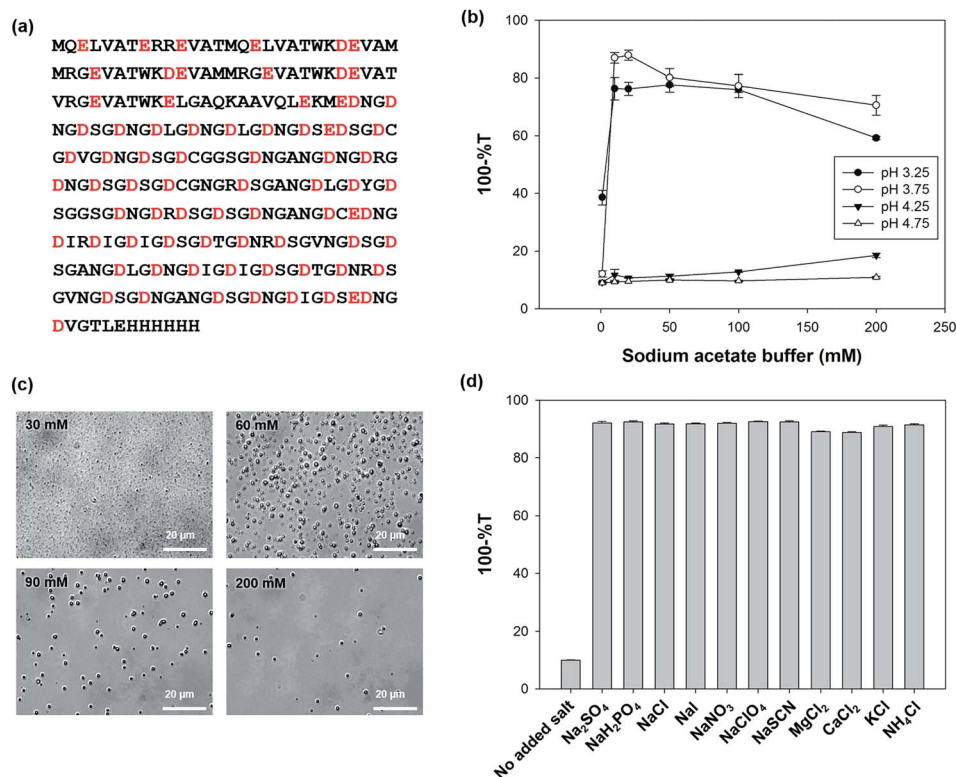 (a)
MQELVATERREVATMQELVATWKDEVAM
MRGEVATWKDEVAMMRGEVATWKDEVAT
VRGEVATWKELGAQKAAVQLEKMEDNGD
NGDSGDNGDLGDNGDLGDNGDSEDSGDC
GDVGDNGDSGDCGGSGDNGANGDNGDRG
DNGDSGDSGDCGNGRDSGANGDLGDYGD
SGGSGDNGDRDSGDSGDNGANGDCEDNG
DIRDIGDIGDSGDTGDNRDSGVNGDSGD
SGANGDLGDNGDIGDIGDSGDTGDNRDS
GVNGDSGDNGANGDSGDNGDIGDSEDNG
DVGTLEHHHHHH
(b)
100-%T
100
80
60
40
20
0
0
50
100
150
200
250
Sodium acetate buffer (mM)
pH 3.25
pH 3.75
pH 4.25
pH 4.75
(c)
30 mM
20 µm
60 mM
20 µm
90 mM
20 µm
200 mM
20 µm
(d)
100-%T
100
80
60
40
20
0
No added salt
Na₂SO₄
NaH₂PO₄
NaCl
NaI
NaNO₃
NaClO₄
NaSCN
MgCl₂
CaCl₂
KCl
NH₄Cl